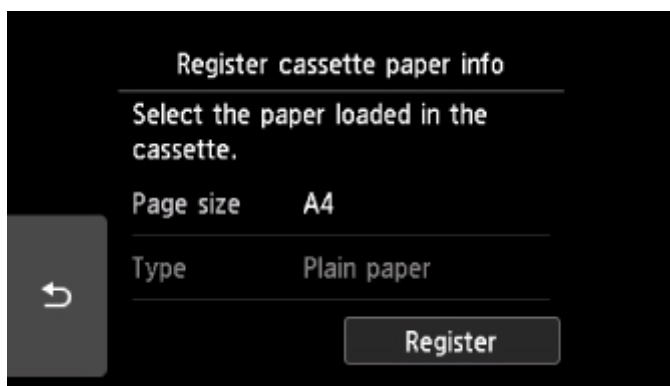 Register cassette paper info
Select the paper loaded in the
cassette.
Page size A4
Type Plain paper
Register